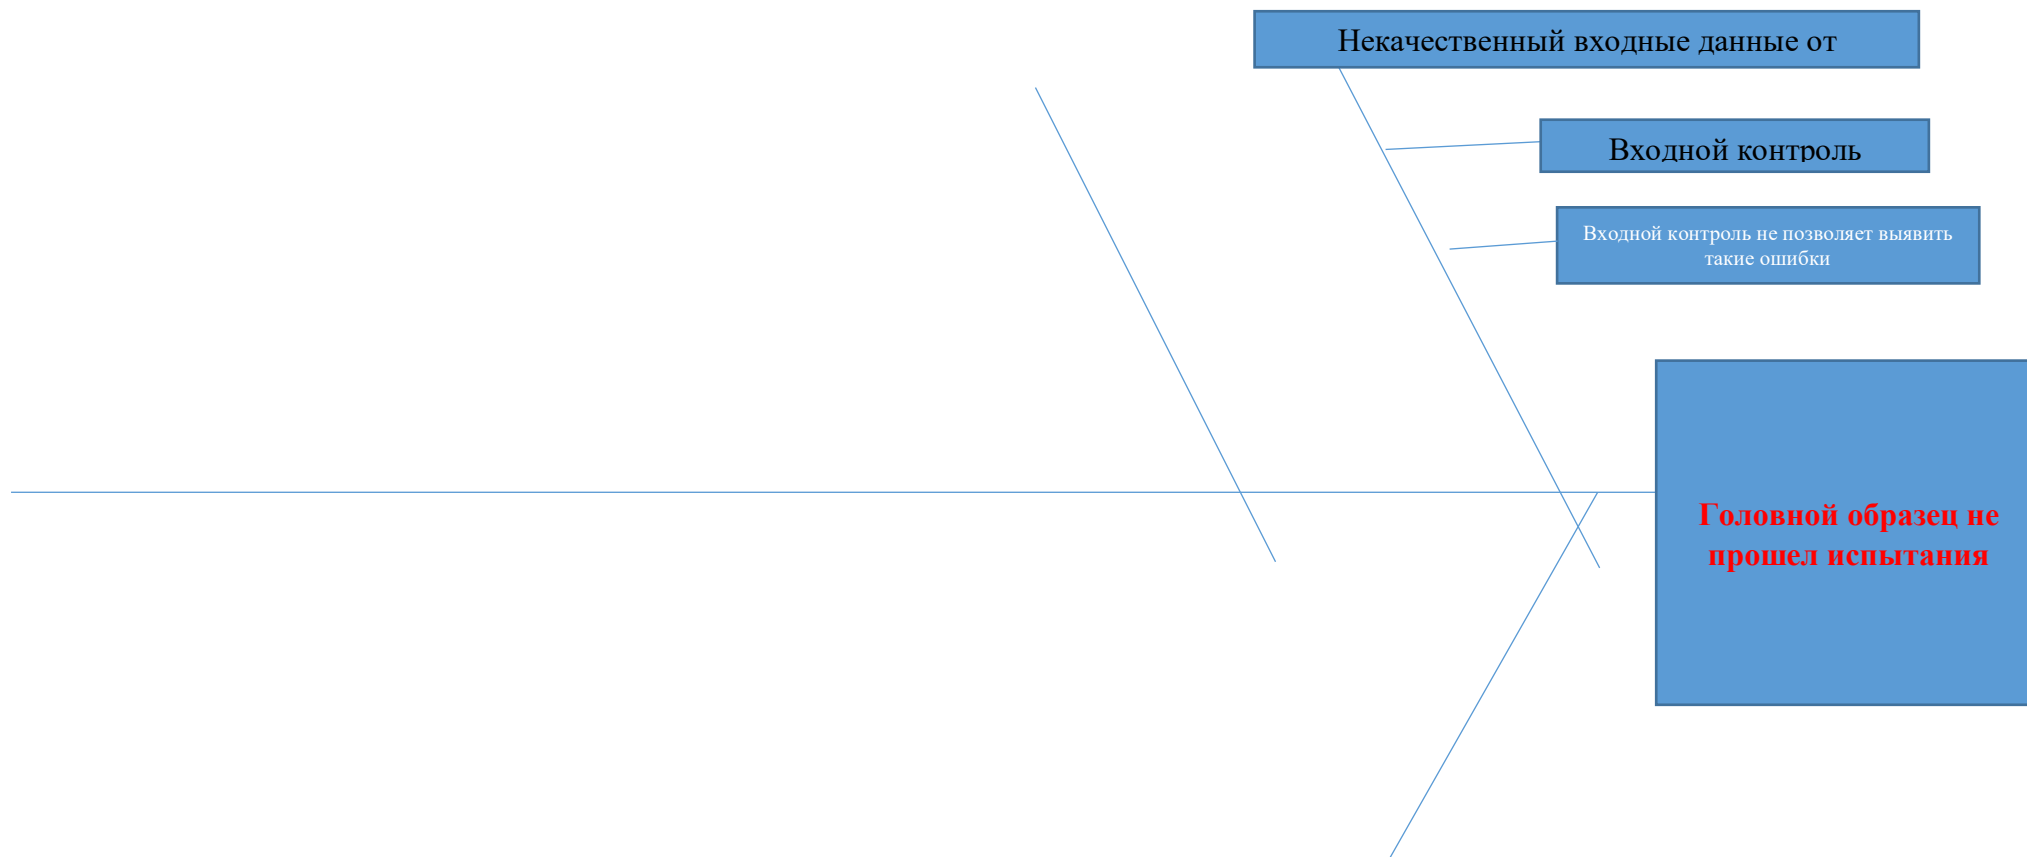 Некачественный входные данные от
Входной контроль
Входной контроль не позволяет выявить
такие ошибки
Головной образец не
прошел испытания